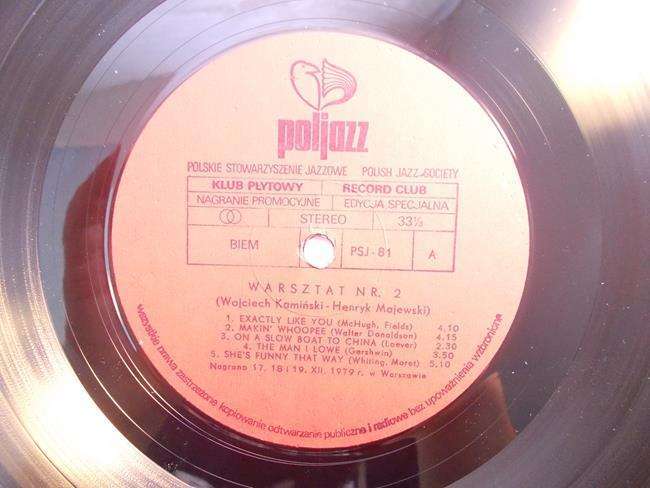 poljazz
POLSKIE STOWARZYSZENIE JAZZOWE POLISH JAZZ SOCIETY
KLUB PŁYTOWY RECORD CLUB
NAGRANIE PROMOCYJNE EDYCJA SPECJALNA
STEREO 33⅓
BIEM PSJ-81 A
WARSZTAT NR. 2
(Wojciech Kamiński - Henryk Majewski)
1. EXACTLY LIKE YOU (McHugh, Fields) 4.10
2. MAKIN' WHOOPEE (Walter Donaldson) 4.15
3. ON A SLOW BOAT TO CHINA (Loever) 2.30
4. THE MAN I LOWE (Gershwin) 3.50
5. SHE'S FUNNY THAT WAY (Whiting, Moret) 5.10
Nagrano 17, 18 i 19. XII. 1979 r. w Warszawie
wszystkie prawa zastrzeżone kopiowanie odtwarzanie publiczne i radiowe bez upoważnienia wzbronione